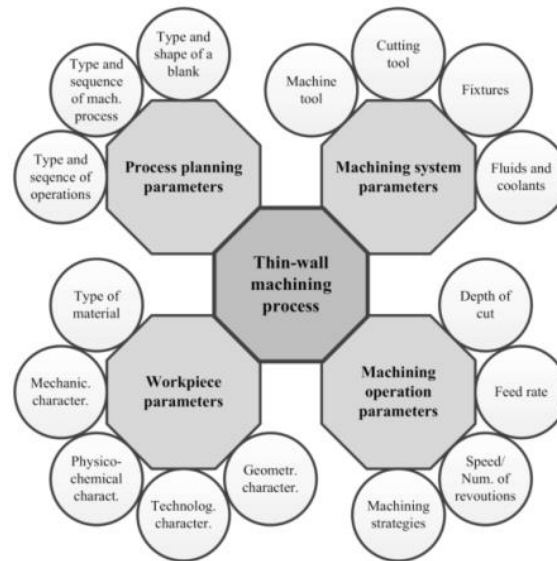 Type and
shape of a
blank
Type and
sequence
of mach.
process
Type and
seqence of
operations
Process planning
parameters
Cutting
tool
Machine
tool
Fixtures
Fluids and
coolants
Machining system
parameters
Thin-wall
machining
process
Type of
material
Mechanic.
character.
Physico-
chemical
charact.
Technolog.
character.
Geometr.
character.
Workpiece
parameters
Depth of
cut
Feed rate
Speed/
Num. of
revoutions
Machining
strategies
Machining
operation
parameters